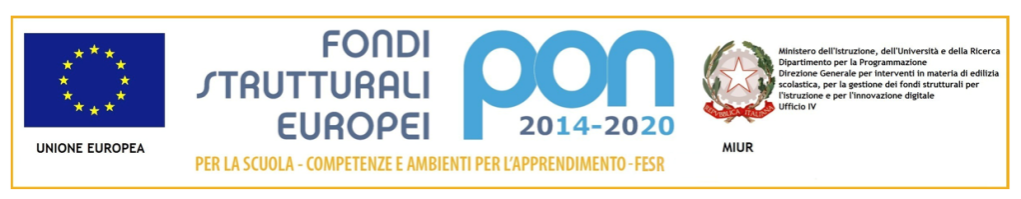 UNIONE EUROPEA
FONDI
STRUTTURALI
EUROPEI
pon
2014-2020
PER LA SCUOLA - COMPETENZE E AMBIENTI PER L'APPRENDIMENTO - FESR
REPVBBLICA ITALIANA
MIUR
Ministero dell'Istruzione, dell'Università e della Ricerca
Dipartimento per la Programmazione
Direzione Generale per interventi in materia di edilizia
scolastica, per la gestione dei fondi strutturali per
l'istruzione e per l'innovazione digitale
Ufficio IV